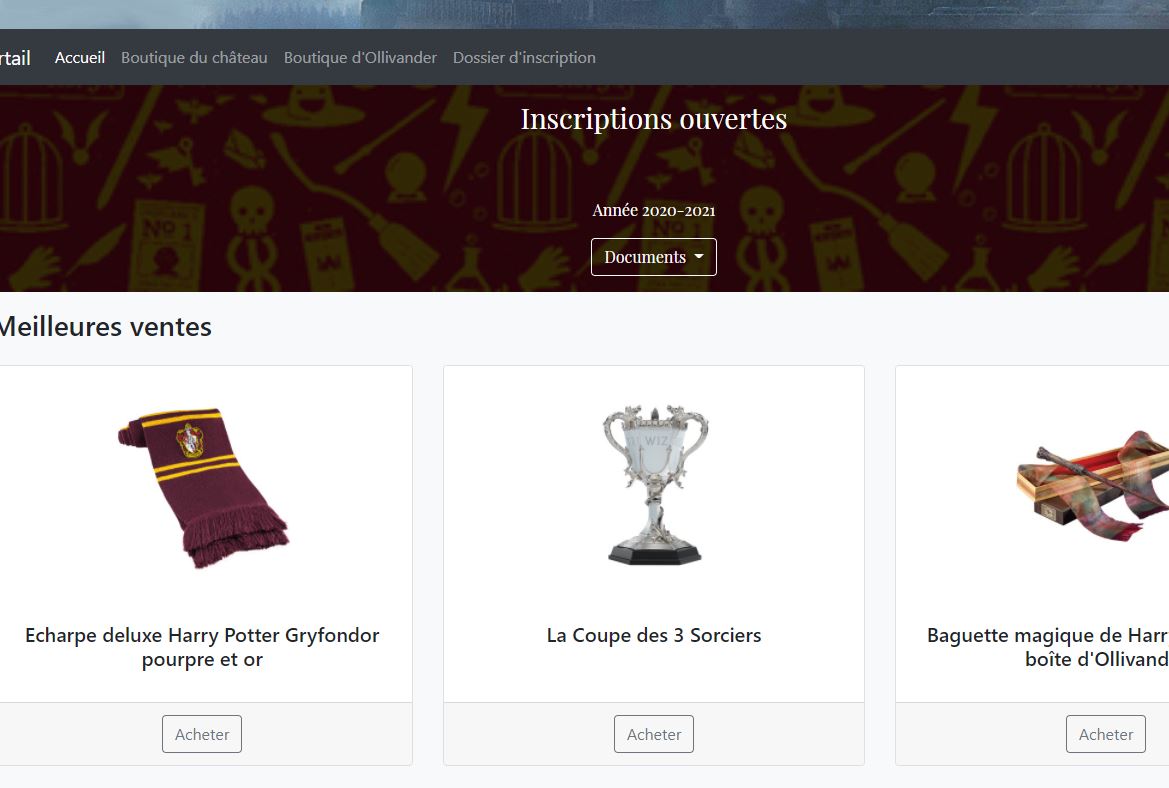 rtail Accueil Boutique du château Boutique d'Ollivander Dossier d'inscription
Inscriptions ouvertes
Année 2020-2021
Documents
Meilleures ventes
WIZ
Echarpe deluxe Harry Potter Gryfondor
pourpre et or
La Coupe des 3 Sorciers
Baguette magique de Harr
boîte d'Ollivand
Acheter
Acheter
Acheter